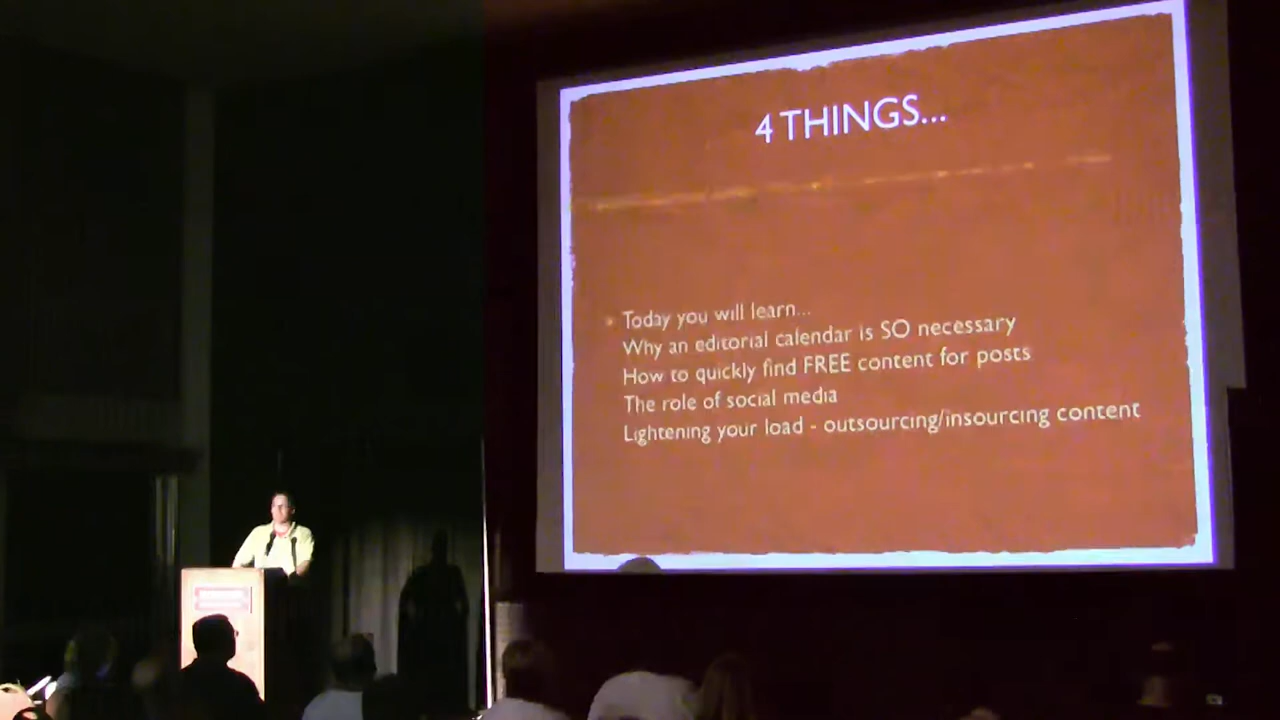 4 THINGS...
Today you will learn...
Why an editorial calendar is SO necessary
How to quickly find FREE content for posts
The role of social media
Lightening your load - outsourcing/insourcing content